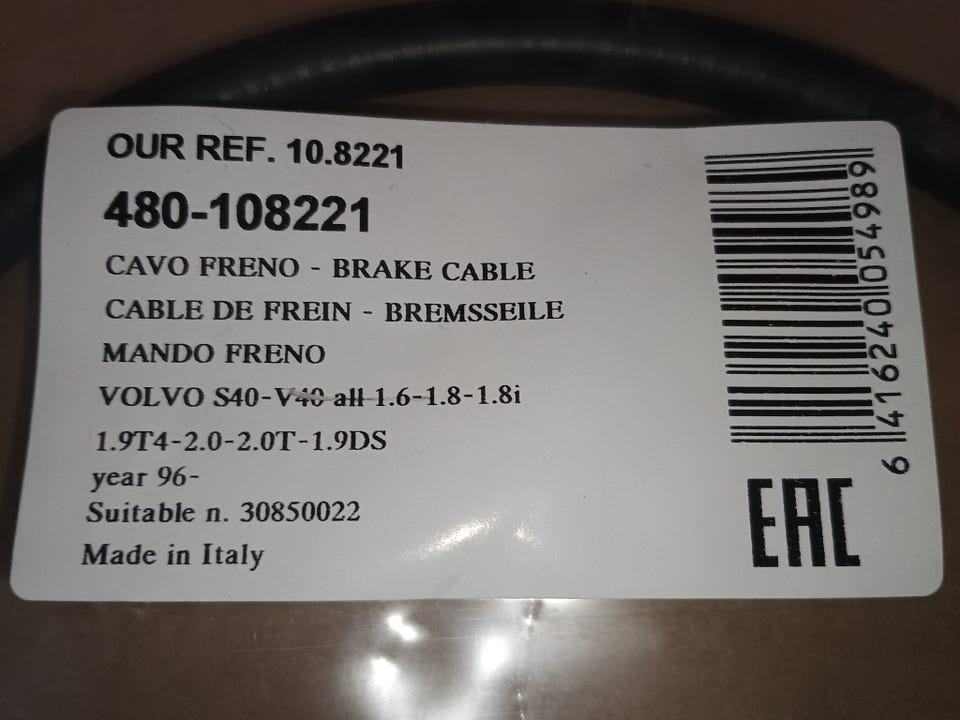 OUR REF. 10.8221
480-108221
CAVO FRENO - BRAKE CABLE
CABLE DE FREIN - BREMSSEILE
MANDO FRENO
VOLVO S40-V40 all 1.6-1.8-1.8i
1.9T4-2.0-2.0T-1.9DS
year 96-
Suitable n. 30850022
Made in Italy
6 416240 054989
EAC